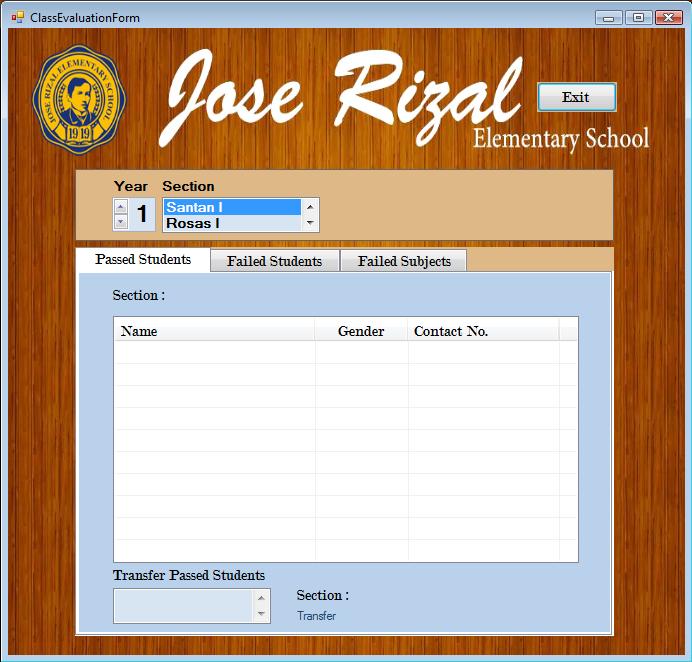 ClassEvaluationForm
JOSE RIZAL ELEMENTARY SCHOOL
1919
Jose Rizal
Elementary School
Exit
Year Section
1
Santan I
Rosas I
Passed Students Failed Students Failed Subjects
Section :
Name Gender Contact No.
Transfer Passed Students
Section :
Transfer